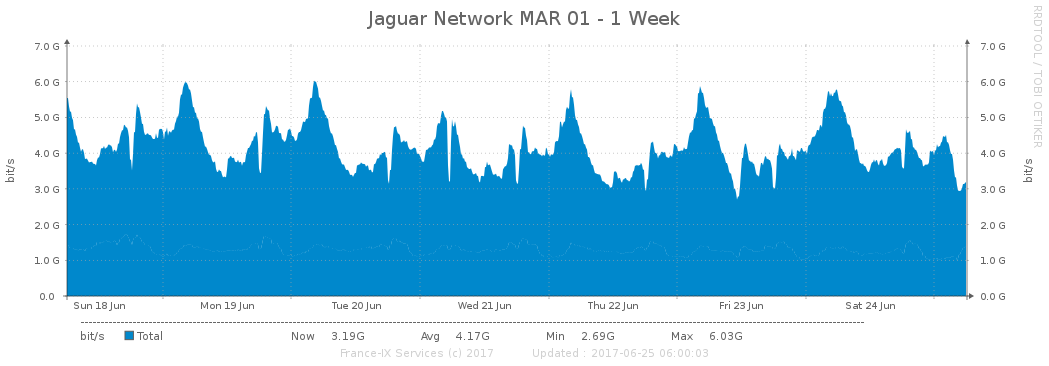 Jaguar Network MAR 01 - 1 Week
RRDTOOL / TOBI OETIKER
7.0 G 7.0 G
6.0 G 6.0 G
5.0 G 5.0 G
4.0 G 4.0 G
3.0 G 3.0 G
2.0 G 2.0 G
1.0 G 1.0 G
0.0 0.0 G
bit/s bit/s
Sun 18 Jun Mon 19 Jun Tue 20 Jun Wed 21 Jun Thu 22 Jun Fri 23 Jun Sat 24 Jun
bit/s Total Now 3.19G Avg 4.17G Min 2.69G Max 6.03G
France-IX Services (c) 2017 Updated : 2017-06-25 06:00:03